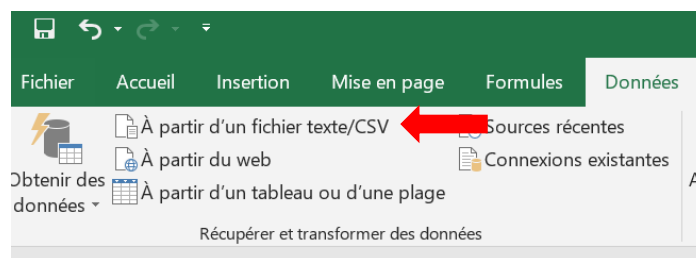 Fichier Accueil Insertion Mise en page Formules Données
À partir d'un fichier texte/CSV
Sources récentes
À partir du web
Connexions existantes
À partir d'un tableau ou d'une plage
Obtenir des
données
Récupérer et transformer des données